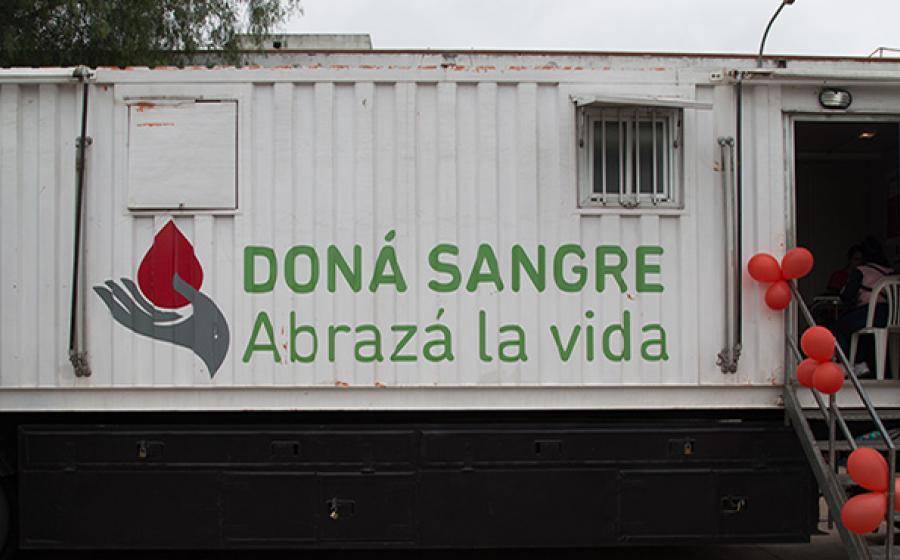 DONÁ SANGRE
Abrazá la vida